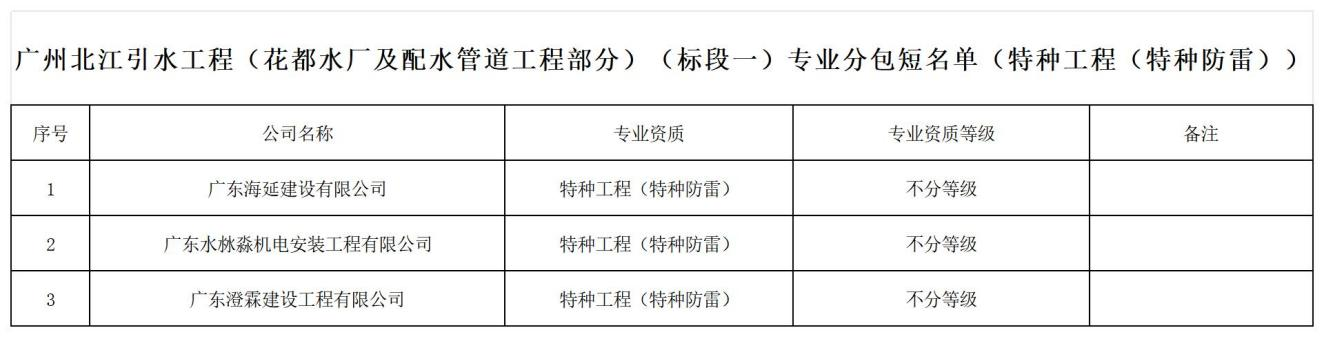 广州北江引水工程（花都水厂及配水管道工程部分）（标段一）专业分包短名单（特种工程（特种防雷））
序号 公司名称 专业资质 专业资质等级 备注
1 广东海延建设有限公司 特种工程（特种防雷） 不分等级
2 广东水沝淼机电安装工程有限公司 特种工程（特种防雷） 不分等级
3 广东澄霖建设工程有限公司 特种工程（特种防雷） 不分等级